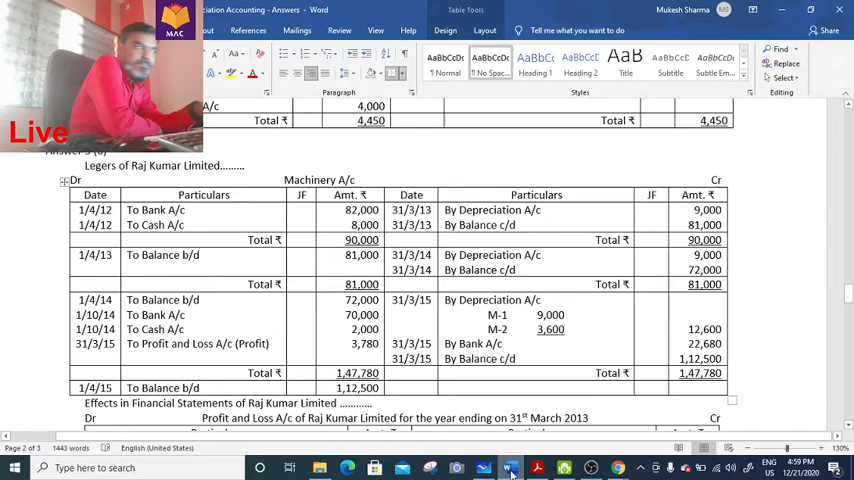 ociation Accounting - Answers - Word
Table Tools
Mukesh Sharma MS
References Mailings Review View Help Design Layout Tell me what you want to do Share
Aa
A
Find
Replace
Select
AaBbCcDc AaBbCcDc AaBbCc AaBbCcC AaB AaBbCcD AaBbCcDc
¶ Normal ¶ No Spac... Heading 1 Heading 2 Title Subtitle Subtle Em...
Paragraph Styles Editing
MAC
Live
A/c 4,000
Total ₹ 4,450 Total ₹ 4,450
Legers of Raj Kumar Limited.........
Dr Machinery A/c Cr
Date Particulars JF Amt. ₹ Date Particulars JF Amt. ₹
1/4/12 To Bank A/c 82,000 31/3/13 By Depreciation A/c 9,000
1/4/12 To Cash A/c 8,000 31/3/13 By Balance c/d 81,000
Total ₹ 90,000 Total ₹ 90,000
1/4/13 To Balance b/d 81,000 31/3/14 By Depreciation A/c 9,000
31/3/14 By Balance c/d 72,000
Total ₹ 81,000 Total ₹ 81,000
1/4/14 To Balance b/d 72,000 31/3/15 By Depreciation A/c
1/10/14 To Bank A/c 70,000 M-1 9,000
1/10/14 To Cash A/c 2,000 M-2 3,600 12,600
31/3/15 To Profit and Loss A/c (Profit) 3,780 31/3/15 By Bank A/c 22,680
31/3/15 By Balance c/d 1,12,500
Total ₹ 1,47,780 Total ₹ 1,47,780
1/4/15 To Balance b/d 1,12,500
Effects in Financial Statements of Raj Kumar Limited ............
Dr Profit and Loss A/c of Raj Kumar Limited for the year ending on 31st March 2013 Cr
Page 2 of 3 1443 words English (United States) 130%
Type here to search
ENG
4:59 PM
12/21/2020
2